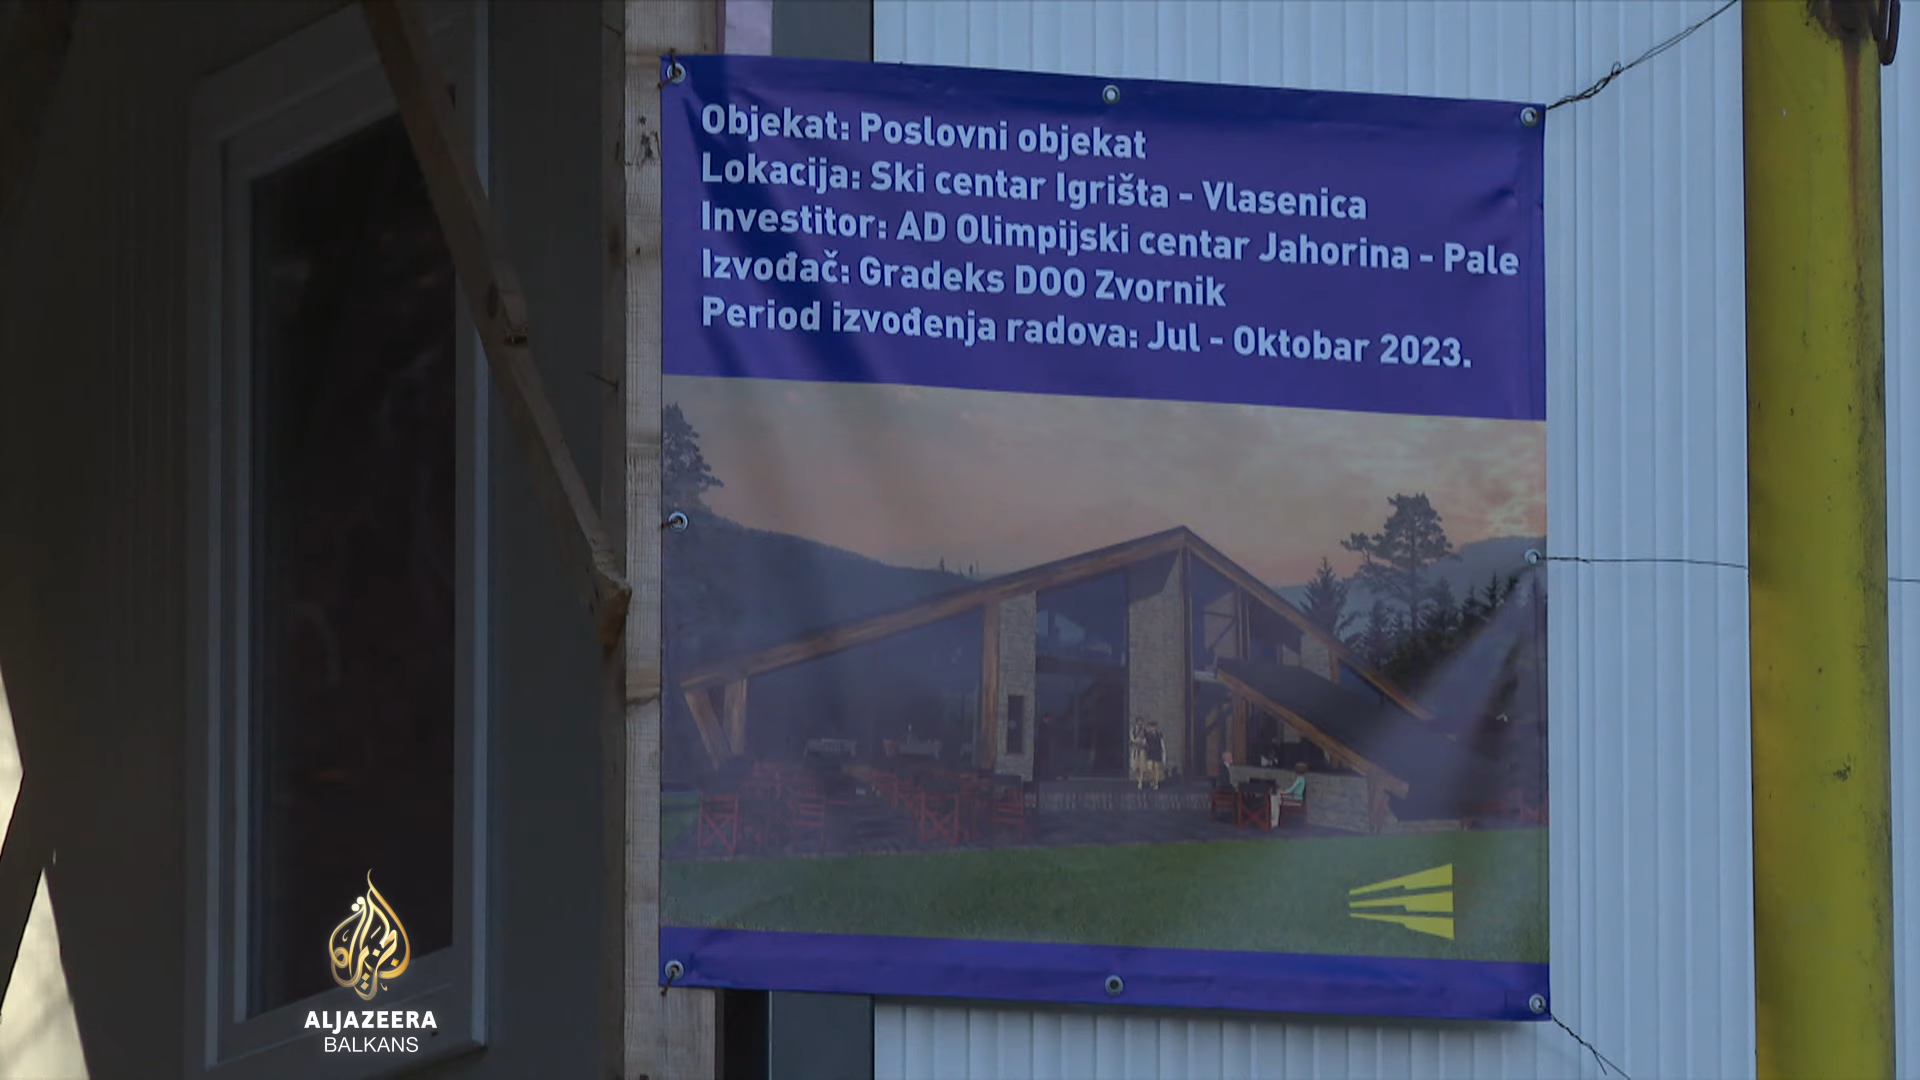 Objekat: Poslovni objekat
Lokacija: Ski centar Igrišta - Vlasenica
Investitor: AD Olimpijski centar Jahorina - Pale
Izvođač: Gradeks DOO Zvornik
Period izvođenja radova: Jul - Oktobar 2023.
ALJAZEERA
BALKANS